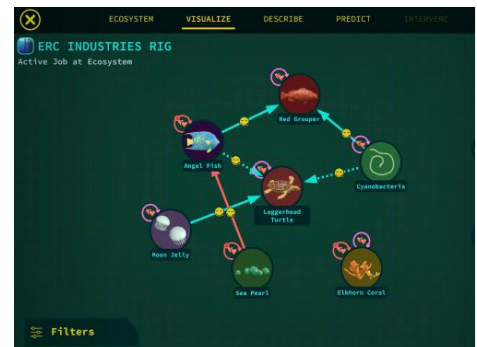 ECOSYSTEM
VISUALIZE
DESCRIBE
PREDICT
INTERVENE
ERC INDUSTRIES RIG
Active Job at Ecosystem
Red Grouper
Angel Fish
Cyanobacteria
Loggerhead
Turtle
Moon Jelly
Sea Pearl
Elkhorn Coral
Filters